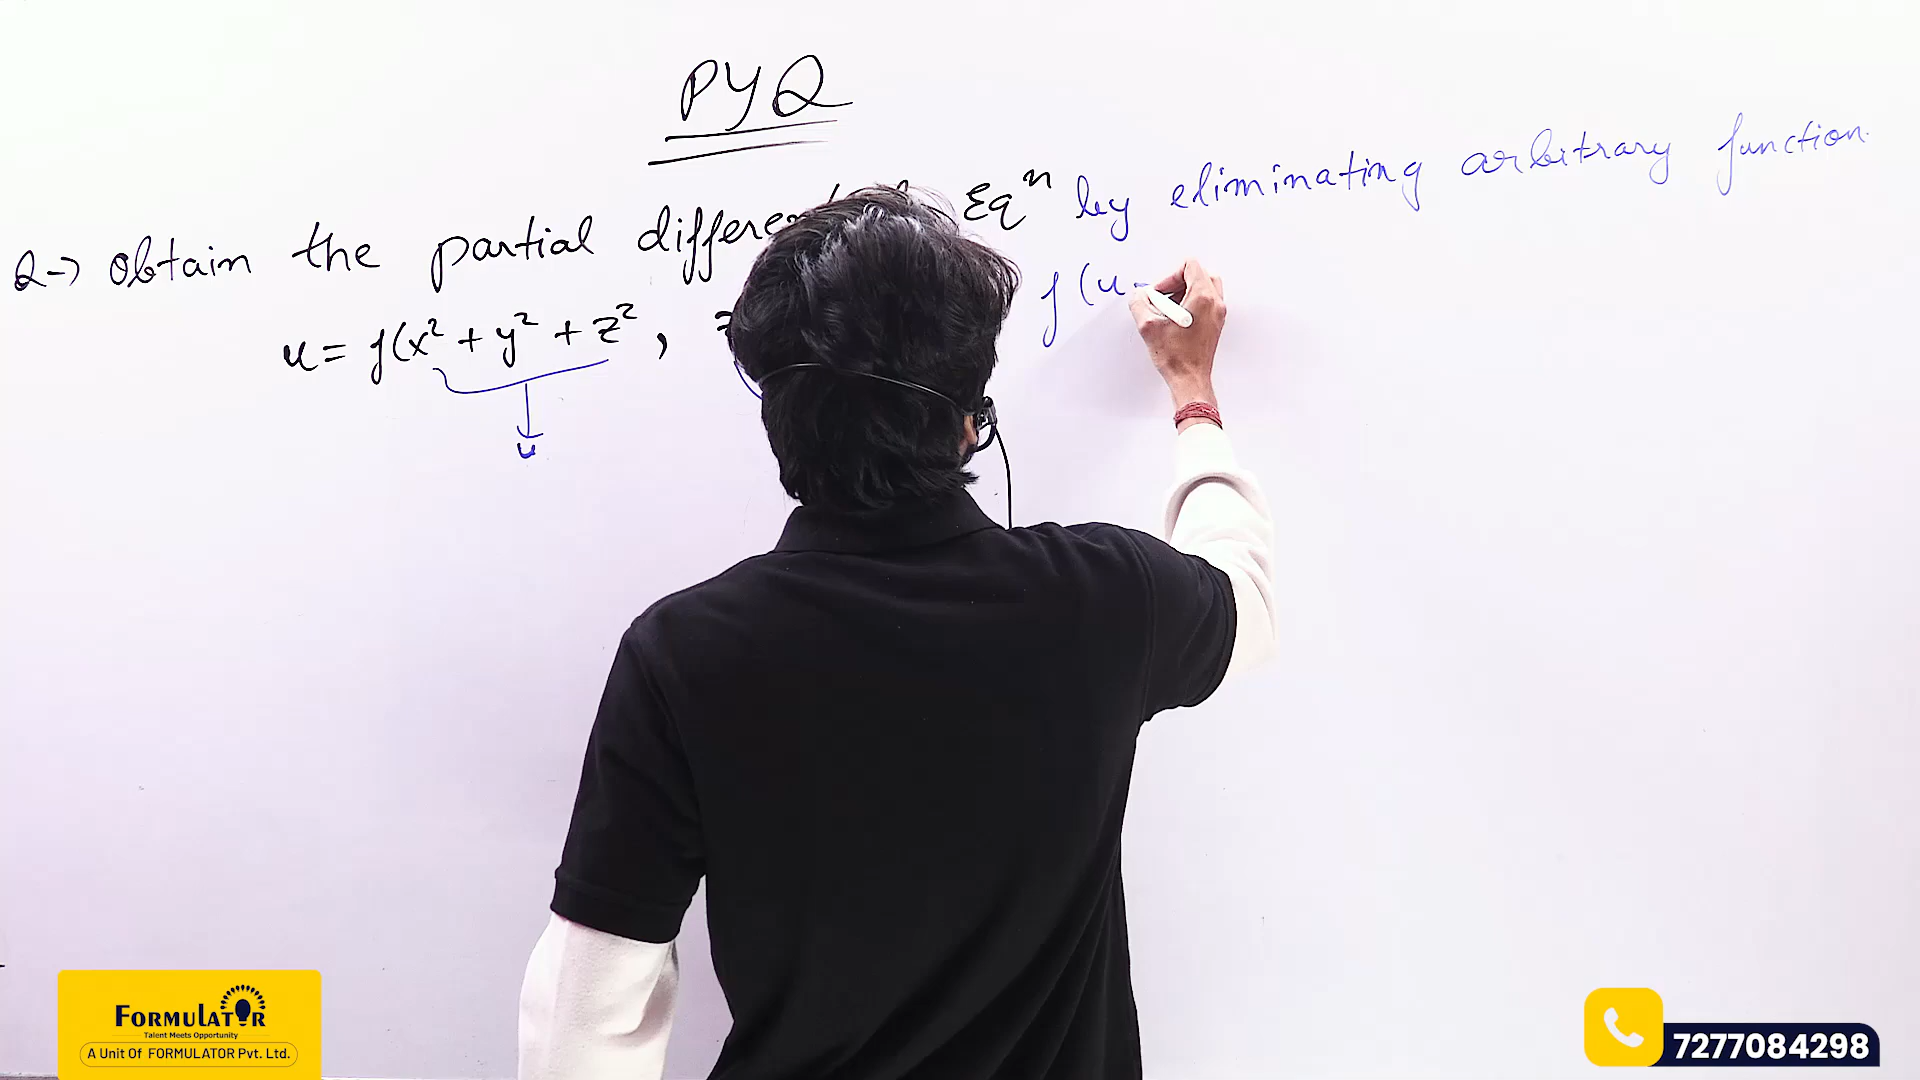 PYQ
Q→ Obtain the partial Eqⁿ by eliminating arbitrary function.
u = f(x² + y² + z², f(u
u
FORMULATOR
Talent Meets Opportunity
A Unit Of FORMULATOR Pvt. Ltd.
7277084298